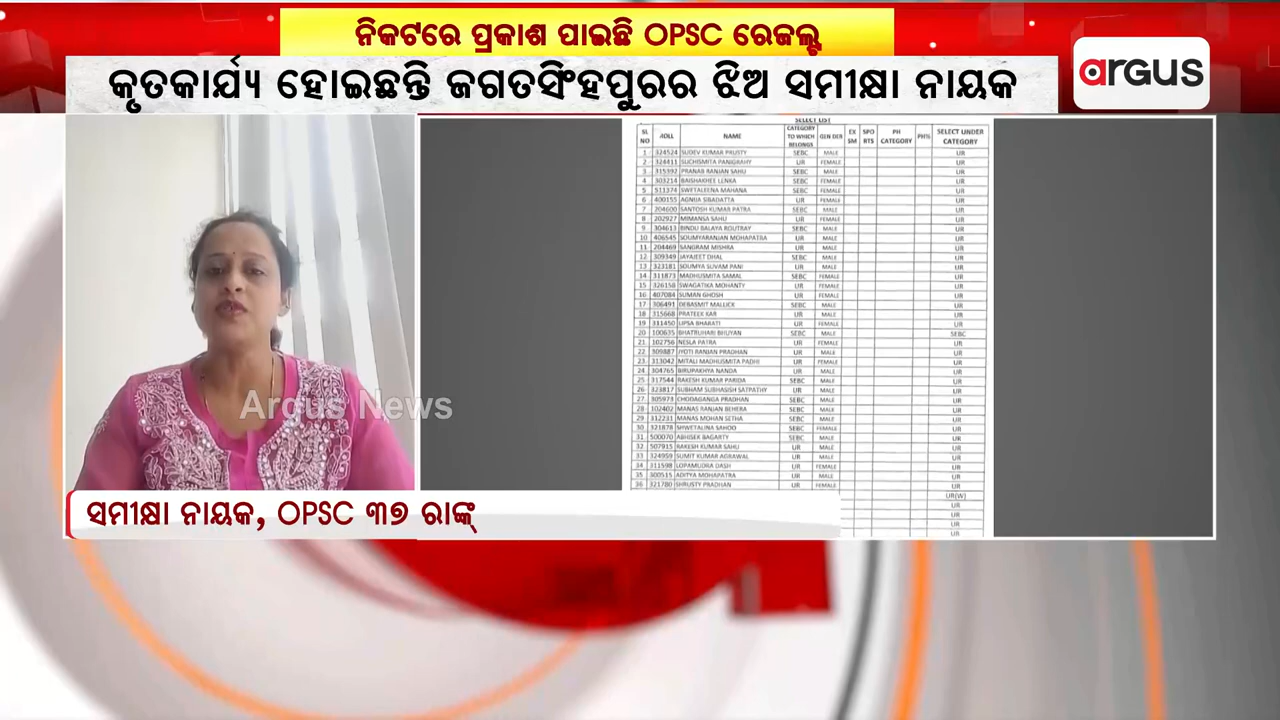 ନିକଟରେ ପ୍ରକାଶ ପାଇଛି OPSC ରେଜଲ୍ଟ
କୃତକାର୍ଯ୍ୟ ହୋଇଛନ୍ତି ଜଗତସିଂହପୁରର ଝିଅ ସମୀକ୍ଷା ନାୟକ
argus
SELECT LIST
SL NO ROLL NAME CATEGORY TO WHICH BELONGS GENDER EX SM SPO RTS PH CATEGORY PH% SELECT UNDER CATEGORY
1 324524 SUDEV KUMAR PRUSTY SEBC MALE UR
2 324411 SUCHISMITA PANIGRAHY UR FEMALE UR
3 315392 PRANAB RANJAN SAHU SEBC MALE UR
4 303214 BAISHAKHEE LENKA SEBC FEMALE UR
5 511374 SWETALEENA MAHANA SEBC FEMALE UR
6 400155 AGNIJA SIBADATTA UR FEMALE UR
7 204600 SANTOSH KUMAR PATRA SEBC MALE UR
8 202927 MIMANSA SAHU UR FEMALE UR
9 304613 BINDU BALAYA ROUTRAY SEBC MALE UR
10 406545 SOUMYARANJAN MOHAPATRA UR MALE UR
11 204469 SANGRAM MISHRA UR MALE UR
12 309349 JAYAJEET DHAL SEBC MALE UR
13 323181 SOUMYA SUVAM PANI UR MALE UR
14 311873 MADHUSMITA SAMAL SEBC FEMALE UR
15 326158 SWAGATIKA MOHANTY UR FEMALE UR
16 407084 SUMAN GHOSH UR FEMALE UR
17 306491 DEBASMIT MALLICK SEBC MALE UR
18 315668 PRATEEK KAR UR MALE UR
19 311450 LIPSA BHARATI UR FEMALE UR
20 100635 BHATRUHARI BHUYAN SEBC MALE SEBC
21 102756 NESLA PATRA UR FEMALE UR
22 309887 JYOTI RANJAN PRADHAN UR MALE UR
23 313042 MITALI MADHUSMITA PADHI UR FEMALE UR
24 304765 BIRUPAKHYA NANDA UR MALE UR
25 317544 RAKESH KUMAR PARIDA SEBC MALE UR
26 323817 SUBHAM SUBHASISH SATPATHY UR MALE UR
27 305973 CHODAGANGA PRADHAN SEBC MALE UR
28 102402 MANAS RANJAN BEHERA SEBC MALE UR
29 312231 MANAS MOHAN SETHA SEBC MALE UR
30 321878 SHWETALINA SAHOO SEBC FEMALE UR
31 500070 ABHISEK BAGARTY SEBC MALE UR
32 507915 RAKESH KUMAR SAHU UR MALE UR
33 324959 SUMIT KUMAR AGRAWAL UR MALE UR
34 311598 LOPAMUDRA DASH UR FEMALE UR
35 300515 ADITYA MOHAPATRA UR MALE UR
36 321780 SHRUSTY PRADHAN UR FEMALE UR
UR(W)
UR
UR
UR
UR
Argus News
ସମୀକ୍ଷା ନାୟକ, OPSC ୩୭ ରାଙ୍କ୍